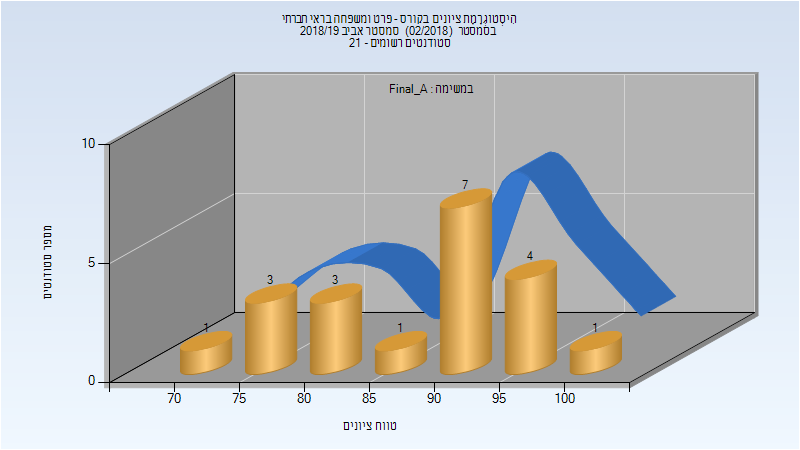 היסטוגרמת ציונים בקורס - פרט ומשפחה בראי חברתי
בסמסטר (02/2018) סמסטר אביב 2018/19
סטודנטים רשומים - 21
במשימה : Final_A
מספר סטודנטים
10
5
0
1
3
3
1
7
4
1
70
75
80
85
90
95
100
טווח ציונים